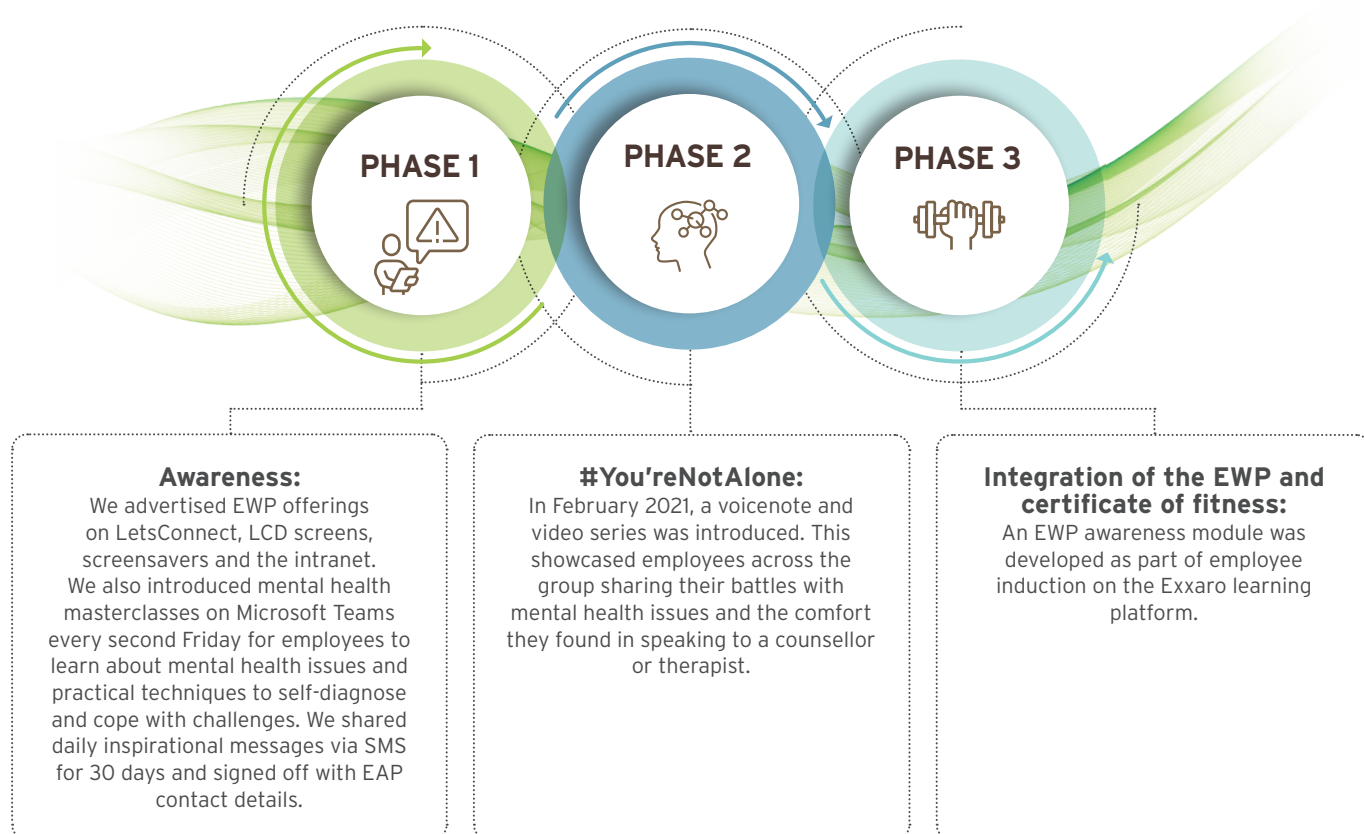 PHASE 1
PHASE 2
PHASE 3
Awareness:
We advertised EWP offerings
on LetsConnect, LCD screens,
screensavers and the intranet.
We also introduced mental health
masterclasses on Microsoft Teams
every second Friday for employees to
learn about mental health issues and
practical techniques to self-diagnose
and cope with challenges. We shared
daily inspirational messages via SMS
for 30 days and signed off with EAP
contact details.
#You'reNotAlone:
In February 2021, a voicenote and
video series was introduced. This
showcased employees across the
group sharing their battles with
mental health issues and the comfort
they found in speaking to a counsellor
or therapist.
Integration of the EWP and
certificate of fitness:
An EWP awareness module was
developed as part of employee
induction on the Exxaro learning
platform.